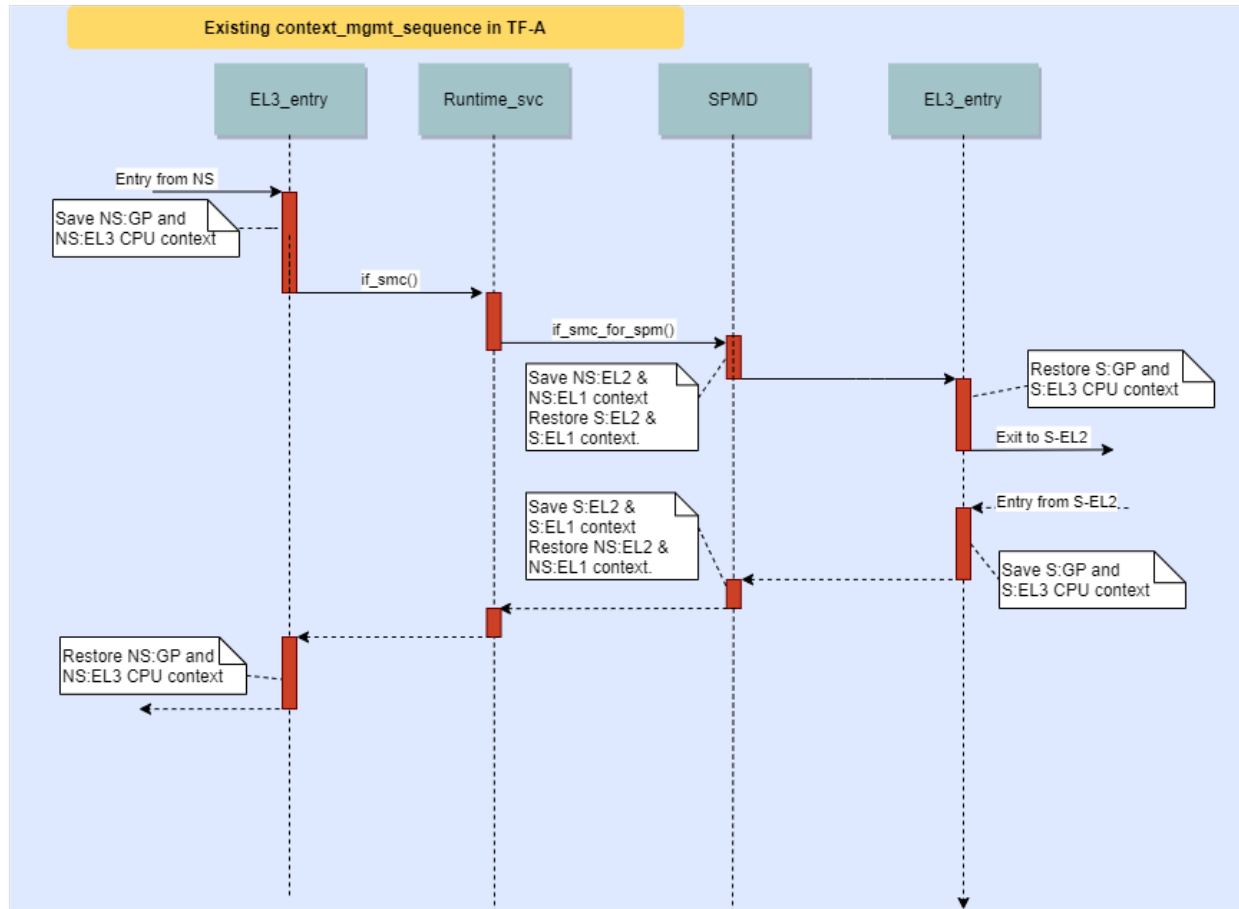 Existing context_mgmt_sequence in TF-A
EL3_entry
Runtime_svc
SPMD
EL3_entry
Entry from NS
Save NS:GP and
NS:EL3 CPU context
if_smc()
if_smc_for_spm()
Save NS:EL2 &
NS:EL1 context
Restore S:EL2 &
S:EL1 context.
Restore S:GP and
S:EL3 CPU context
Exit to S-EL2
Save S:EL2 &
S:EL1 context
Restore NS:EL2 &
NS:EL1 context.
Entry from S-EL2
Save S:GP and
S:EL3 CPU context
Restore NS:GP and
NS:EL3 CPU context